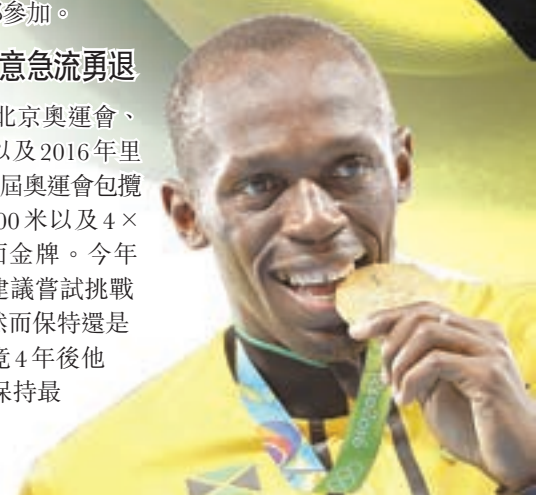 參加。
意急流勇退
北京奧運會、
以及2016年里
屆奧運會包攬
00米以及4×
面金牌。今年
建議嘗試挑戰
然而保特還是
竟4年後他
保持最